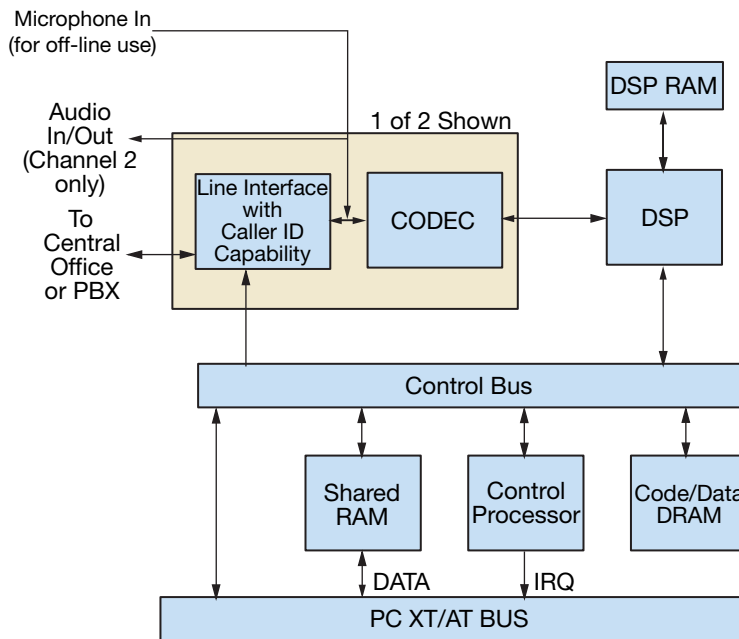 Microphone In
(for off-line use)
DSP RAM
Audio
In/Out
(Channel 2
only)
1 of 2 Shown
Line Interface
with
Caller ID
Capability
CODEC
DSP
To
Central
Office
or PBX
Control Bus
Shared
RAM
Control
Processor
Code/Data
DRAM
DATA
IRQ
PC XT/AT BUS